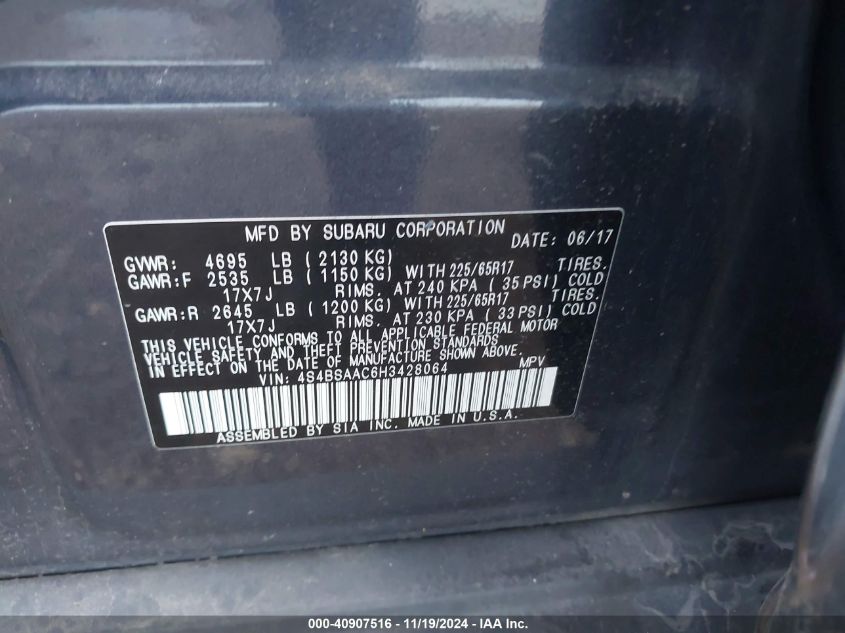 MFD BY SUBARU CORPORATION DATE: 06/17
GVWR: 4695 LB ( 2130 KG)
GAWR:F 2535 LB ( 1150 KG) WITH 225/65R17 TIRES.
17X7J RIMS, AT 240 KPA ( 35 PSI) COLD
GAWR:R 2645 LB ( 1200 KG) WITH 225/65R17 TIRES.
17X7J RIMS, AT 230 KPA ( 33 PSI) COLD
THIS VEHICLE CONFORMS TO ALL APPLICABLE FEDERAL MOTOR
VEHICLE SAFETY AND THEFT PREVENTION STANDARDS
IN EFFECT ON THE DATE OF MANUFACTURE SHOWN ABOVE.
VIN: 4S4BSAAC6H3428064 MPV
ASSEMBLED BY SIA INC. MADE IN U.S.A.
000-40907516 - 11/19/2024 - IAA Inc.